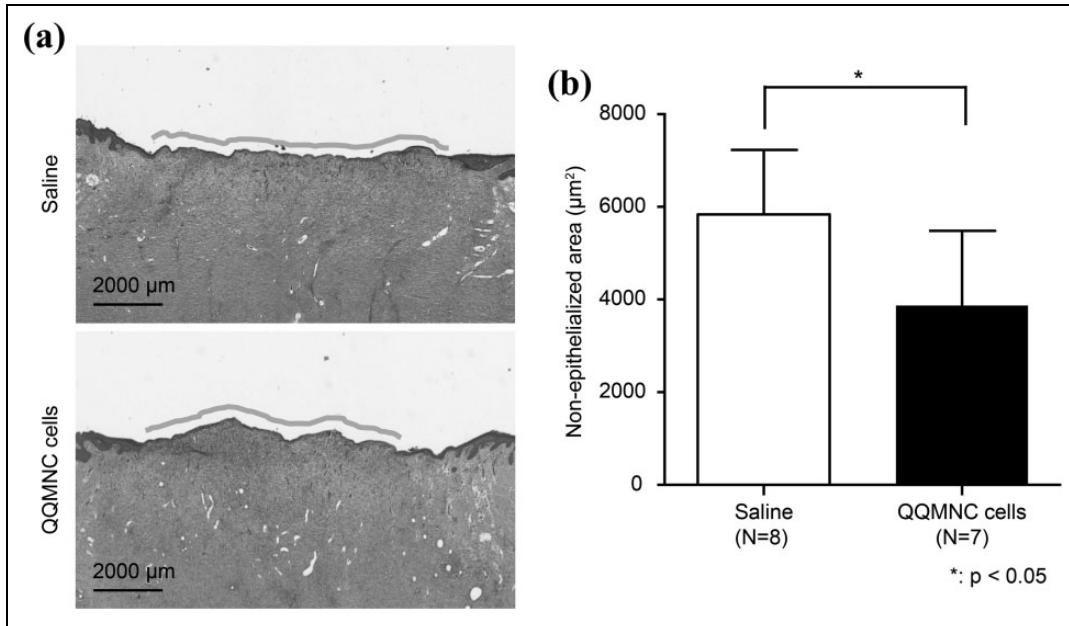 (a)
Saline
2000 µm
QQMNC cells
2000 µm
(b)
*
Non-epithelialized area (µm²)
8000
6000
4000
2000
0
Saline
(N=8)
QQMNC cells
(N=7)
*: p < 0.05